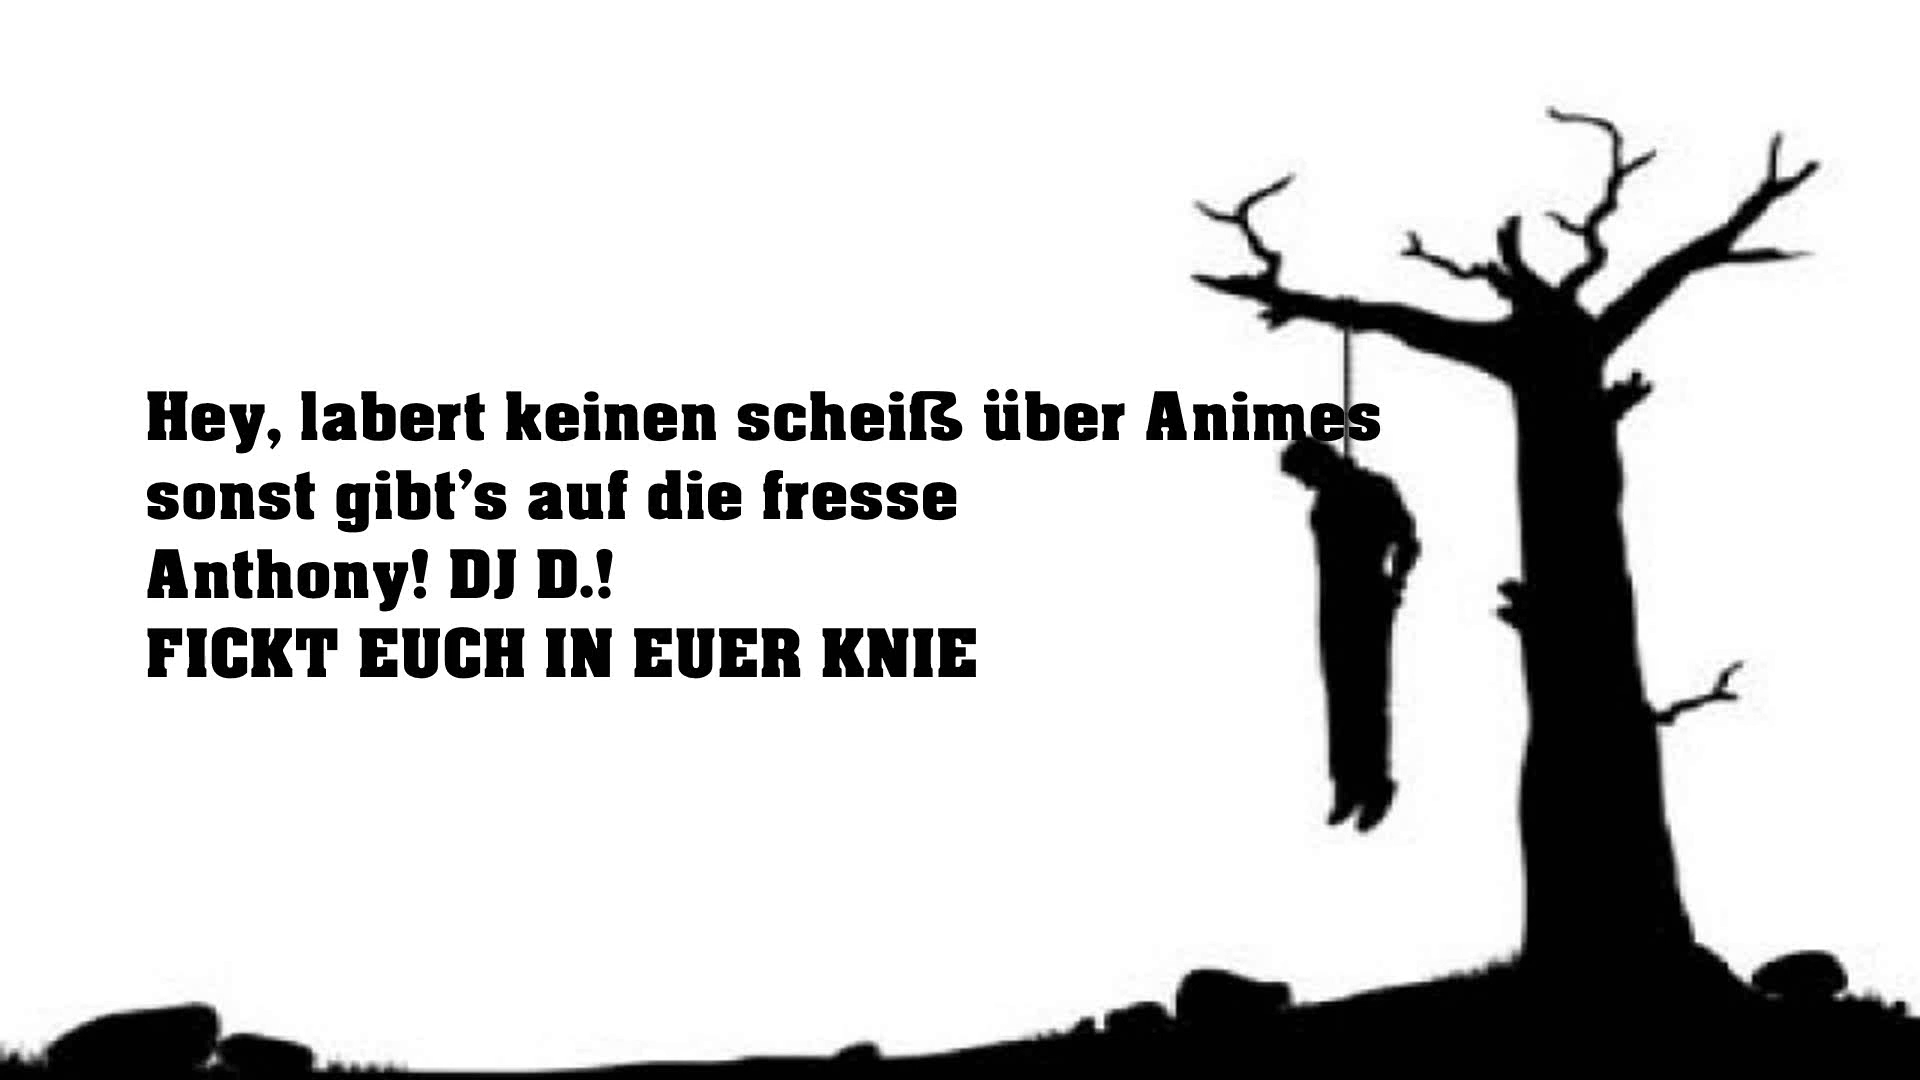 Hey, labert keinen scheiß über Animes
sonst gibt's auf die fresse
Anthony! DJ D.!
FICKT EUCH IN EUER KNIE